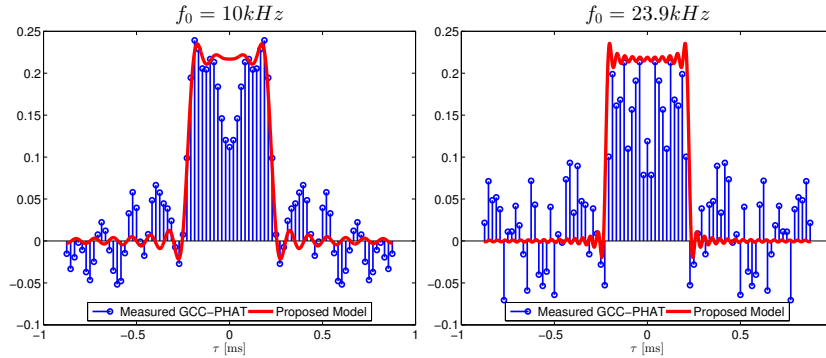 f₀ = 10kHz
0.25
0.2
0.15
0.1
0.05
0
−0.05
−0.1
−1 −0.5 0 0.5 1
τ [ms]
Measured GCC−PHAT Proposed Model
f₀ = 23.9kHz
0.25
0.2
0.15
0.1
0.05
0
−0.05
−0.1
−1 −0.5 0 0.5
τ [ms]
Measured GCC−PHAT Proposed Model